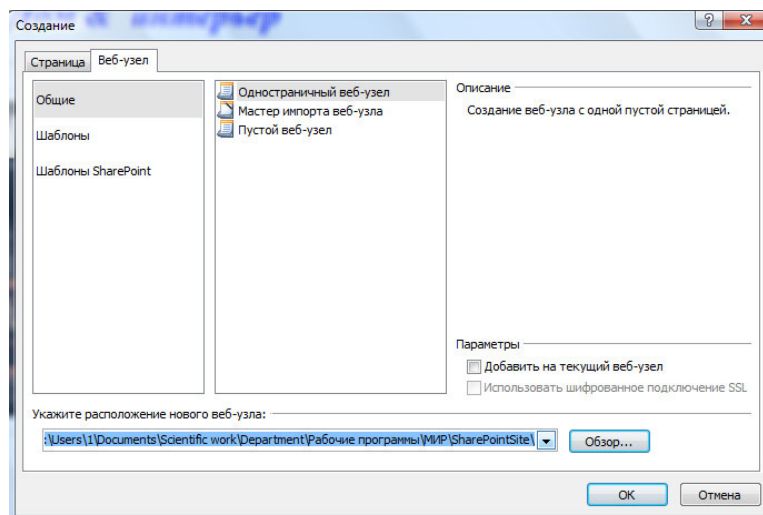 Создание
& интерьер
Страница Веб-узел
Общие
Шаблоны
Шаблоны SharePoint
Одностраничный веб-узел
Мастер импорта веб-узла
Пустой веб-узел
Описание
Создание веб-узла с одной пустой страницей.
Параметры
Добавить на текущий веб-узел
Использовать шифрованное подключение SSL
Укажите расположение нового веб-узла:
:\Users\1\Documents\Scientific work\Department\Рабочие программы\МИР\SharePointSite\
Обзор...
ОК Отмена